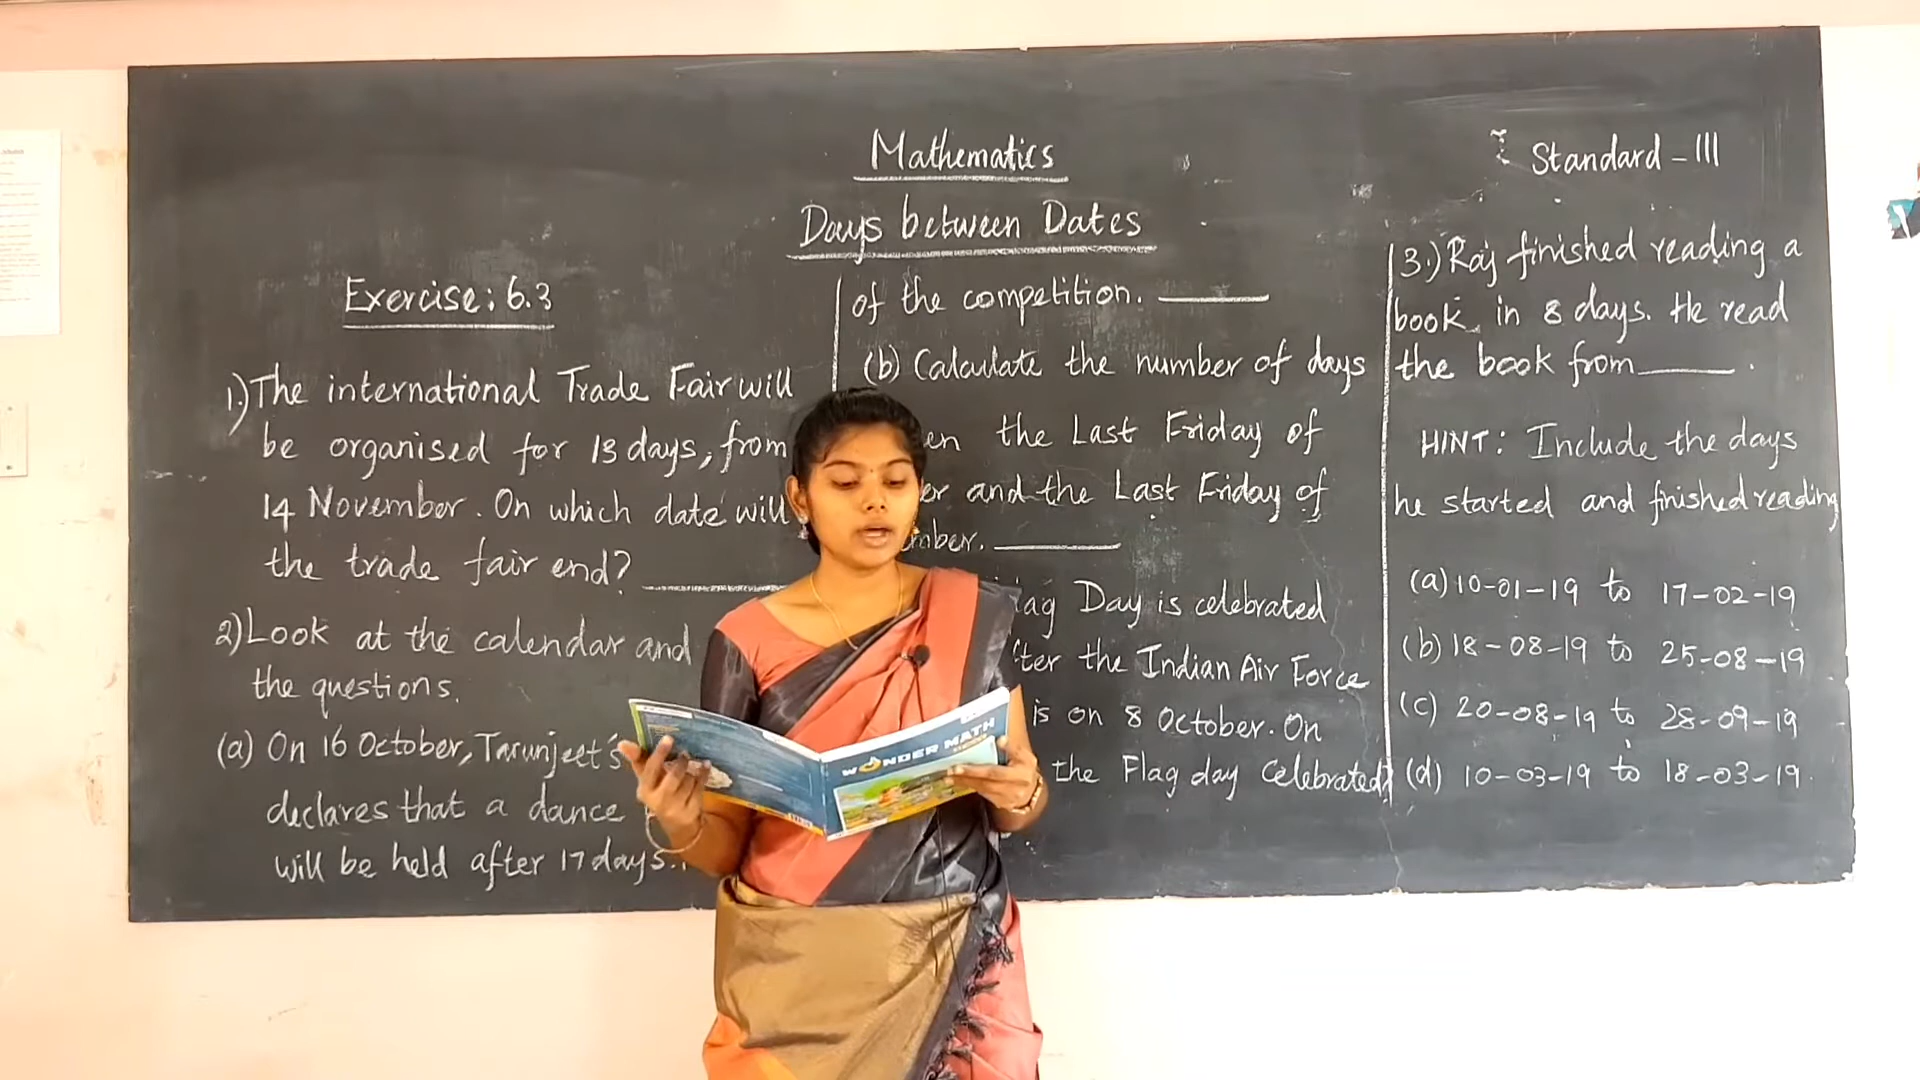 Mathematics
Standard - III
Days between Dates
Exercise: 6.3
1.) The international Trade Fair will
be organised for 13 days, from
14 November. On which date will
the trade fair end? ______
2) Look at the calendar and
the questions.
(a) On 16 October, Tarunjeet's
declares that a dance
will be held after 17 days.
of the competition. ______
(b) Calculate the number of days
en the Last Friday of
er and the Last Friday of
mber. ______
lag Day is celebrated
ter the Indian Air Force
is on 8 October. On
the Flag day celebrated?
3.) Raj finished reading a
book in 8 days. He read
the book from ______.
HINT: Include the days
he started and finished reading
(a) 10-01-19 to 17-02-19
(b) 18-08-19 to 25-08-19
(c) 20-08-19 to 28-09-19
(d) 10-03-19 to 18-03-19.
WONDER MATH